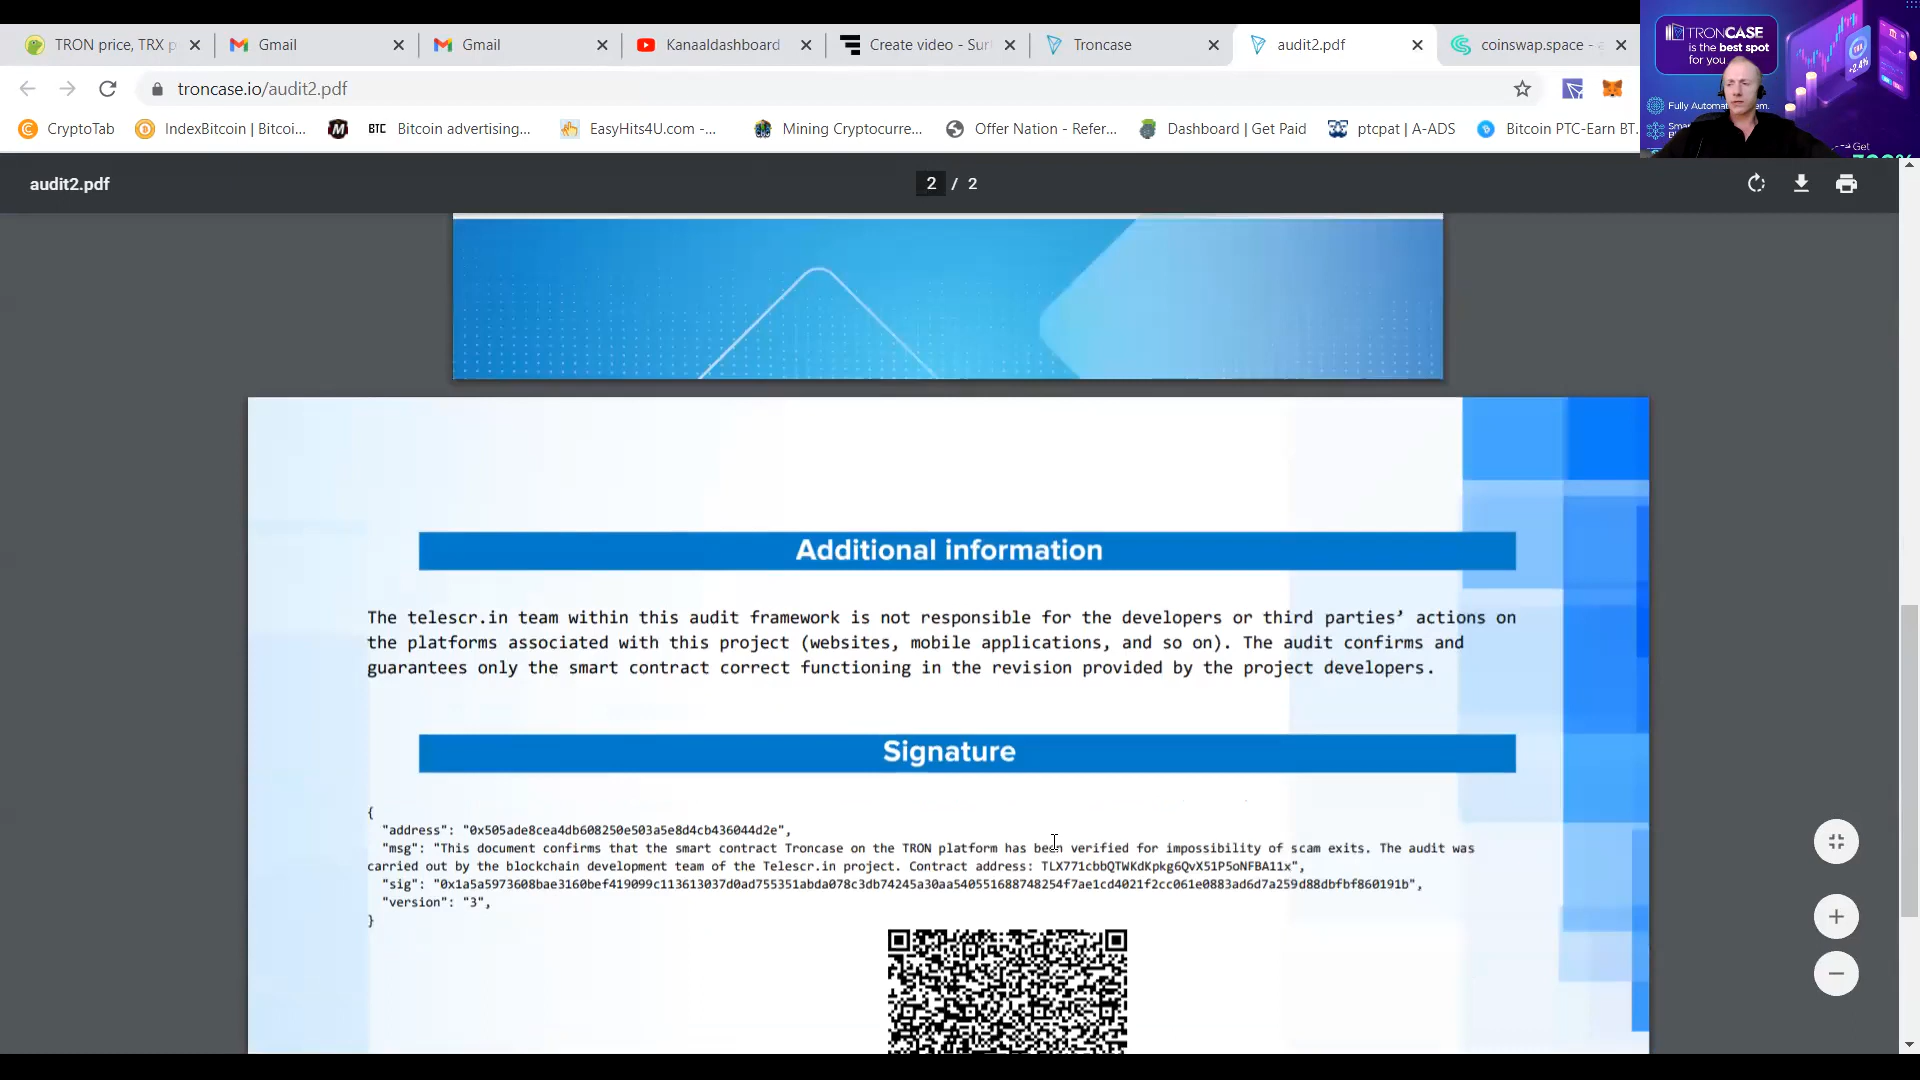 TRON price, TRX p
Gmail
Gmail
Kanaaldashboard
Create video - Sur
Troncase
audit2.pdf
coinswap.space - a
troncase.io/audit2.pdf
CryptoTab
IndexBitcoin | Bitcoi...
BTC Bitcoin advertising...
EasyHits4U.com -...
Mining Cryptocurre...
Offer Nation - Refer...
Dashboard | Get Paid
ptcpat | A-ADS
Bitcoin PTC-Earn BT.
TRONCASE
is the best spot
for you
Fully Automa
em.
Get
audit2.pdf
2 / 2
Additional information
The telescr.in team within this audit framework is not responsible for the developers or third parties’ actions on
the platforms associated with this project (websites, mobile applications, and so on). The audit confirms and
guarantees only the smart contract correct functioning in the revision provided by the project developers.
Signature
{
"address": "0x505ade8cea4db608250e503a5e8d4cb436044d2e",
"msg": "This document confirms that the smart contract Troncase on the TRON platform has been verified for impossibility of scam exits. The audit was
carried out by the blockchain development team of the Telescr.in project. Contract address: TLX771cbbQTWKdKpkg6QvX51P5oNFBA11x",
"sig": "0x1a5a5973608bae3160bef419099c113613037d0ad755351abda078c3db74245a30aa540551688748254f7ae1cd4021f2cc061e0883ad6d7a259d88dbfbf860191b",
"version": "3",
}